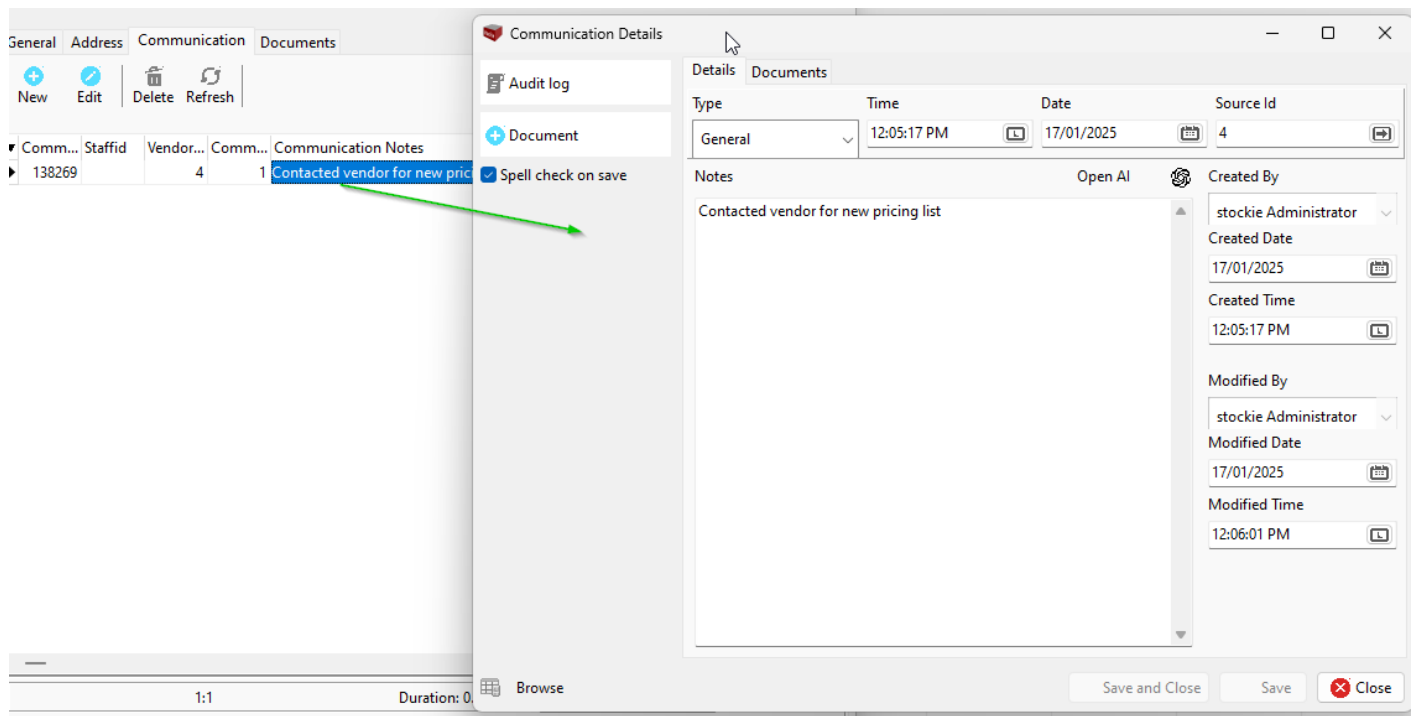 General Address Communication Documents
New Edit Delete Refresh
Comm... Staffid Vendor... Comm... Communication Notes
138269 4 1 Contacted vendor for new prici
1:1 Duration: 0.
Communication Details
Audit log
Document
Spell check on save
Browse
Details Documents
Type Time Date Source Id
General 12:05:17 PM 17/01/2025 4
Notes Open AI
Contacted vendor for new pricing list
Created By
stockie Administrator
Created Date
17/01/2025
Created Time
12:05:17 PM
Modified By
stockie Administrator
Modified Date
17/01/2025
Modified Time
12:06:01 PM
Save and Close Save Close